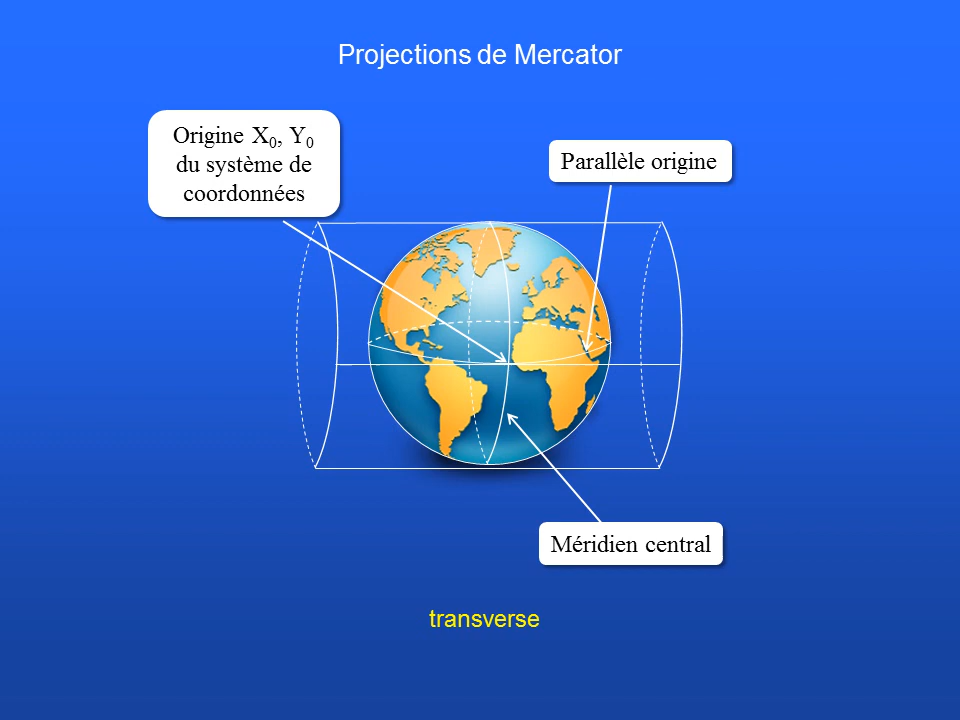 Projections de Mercator
Origine X₀, Y₀
du système de
coordonnées
Parallèle origine
Méridien central
transverse